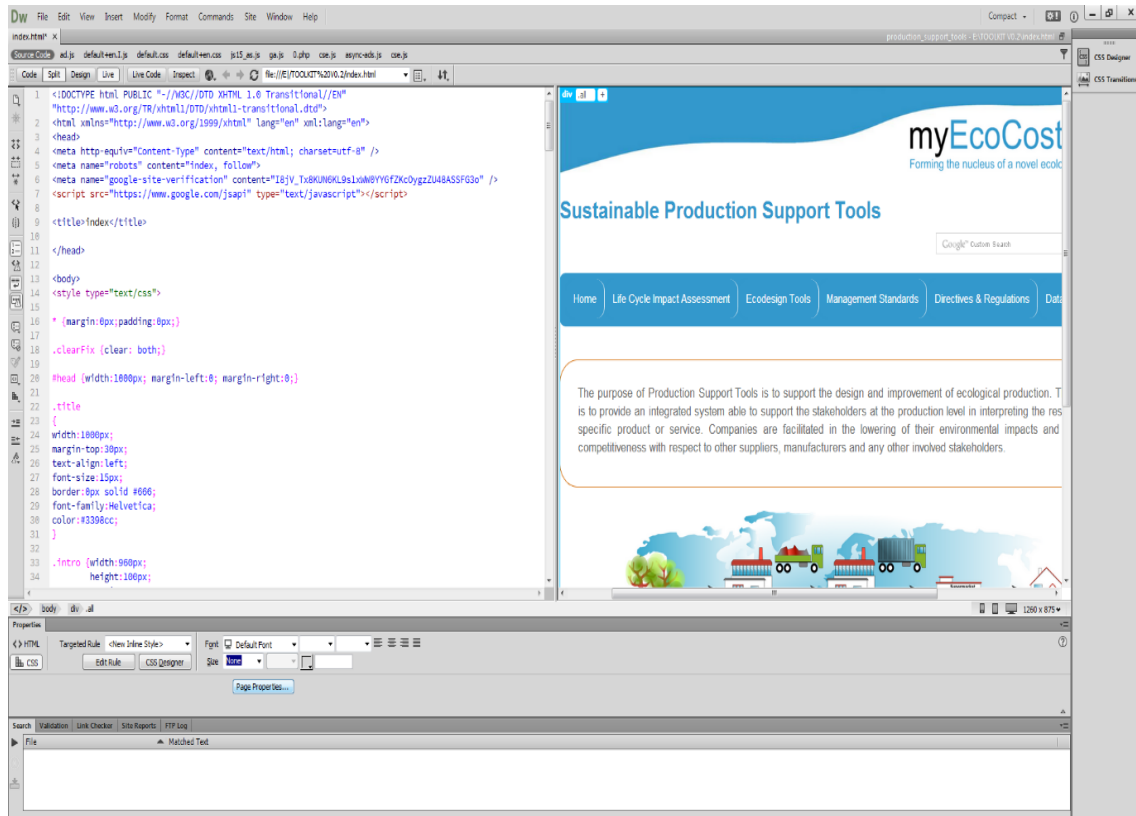 Dw File Edit View Insert Modify Format Commands Site Window Help Compact
index.html* X production_support_tools - E:\TOOLKIT V0.2\index.html
Source Code ad.js default+en.I.js default.css default+en.css js15_as.js ga.js 0.php cse.js async-ads.js cse.js
Code Split Design Live Live Code Inspect file:///E|/TOOLKIT%20V0.2/index.html
CSS Designer
CSS Transitions
1 <!DOCTYPE html PUBLIC "-//W3C//DTD XHTML 1.0 Transitional//EN"
"http://www.w3.org/TR/xhtml1/DTD/xhtml1-transitional.dtd">
2 <html xmlns="http://www.w3.org/1999/xhtml" lang="en" xml:lang="en">
3 <head>
4 <meta http-equiv="Content-Type" content="text/html; charset=utf-8" />
5 <meta name="robots" content="index, follow">
6 <meta name="google-site-verification" content=" />
7 <script src="https://www.google.com/jsapi" type="text/javascript"></script>
8
9 <title>index</title>
10
11 </head>
12
13 <body>
14 <style type="text/css">
15
16 * {margin:0px;padding:0px;}
17
18 .clearFix {clear: both;}
19
20 #head {width:1000px; margin-left:0; margin-right:0;}
21
22 .title
23 {
24 width:1000px;
25 margin-top:30px;
26 text-align:left;
27 font-size:15px;
28 border:0px solid #666;
29 font-family:Helvetica;
30 color:#3398cc;
31 }
32
33 .intro {width:960px;
34 height:100px;
div .all +
myEcoCost
Forming the nucleus of a novel ecolo
Sustainable Production Support Tools
Google™ Custom Search
Home Life Cycle Impact Assessment Ecodesign Tools Management Standards Directives & Regulations Data
The purpose of Production Support Tools is to support the design and improvement of ecological production. T
is to provide an integrated system able to support the stakeholders at the production level in interpreting the res
specific product or service. Companies are facilitated in the lowering of their environmental impacts and
competitiveness with respect to other suppliers, manufacturers and any other involved stakeholders.
</> body div .all 1260 x 875
Properties
<> HTML Targeted Rule <New Inline Style> Font Default Font
CSS Edit Rule CSS Designer Size None
Page Properties...
Search Validation Link Checker Site Reports FTP Log
File Matched Text